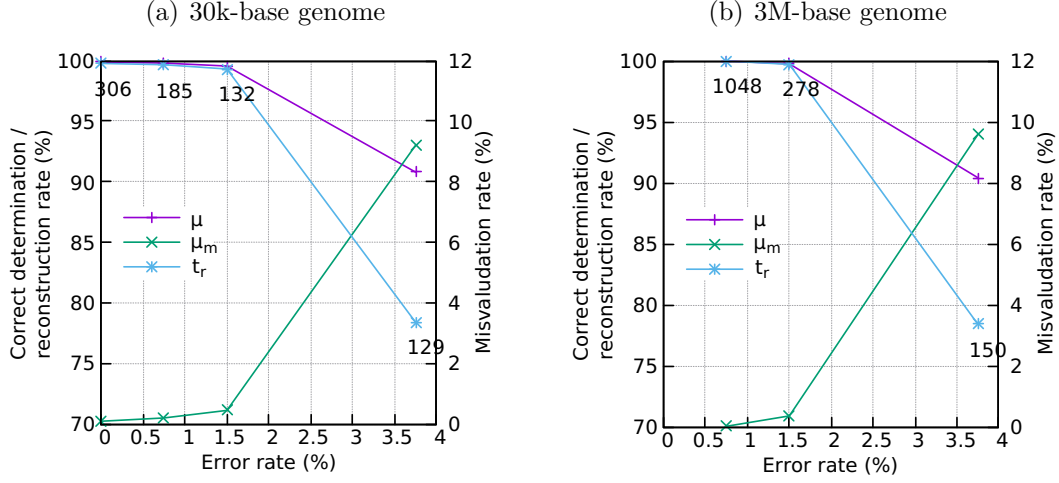 (a) 30k-base genome
Correct determination /
reconstruction rate (%)
100
95
90
85
80
75
70
306
185
132
129
μ
μm
tr
12
10
8
6
4
2
0
Misvaludation rate (%)
0 0.5 1 1.5 2 2.5 3 3.5 4
Error rate (%)
(b) 3M-base genome
Correct determination /
reconstruction rate (%)
100
95
90
85
80
75
70
1048
278
150
μ
μm
tr
12
10
8
6
4
2
0
Misvaludation rate (%)
0 0.5 1 1.5 2 2.5 3 3.5 4
Error rate (%)